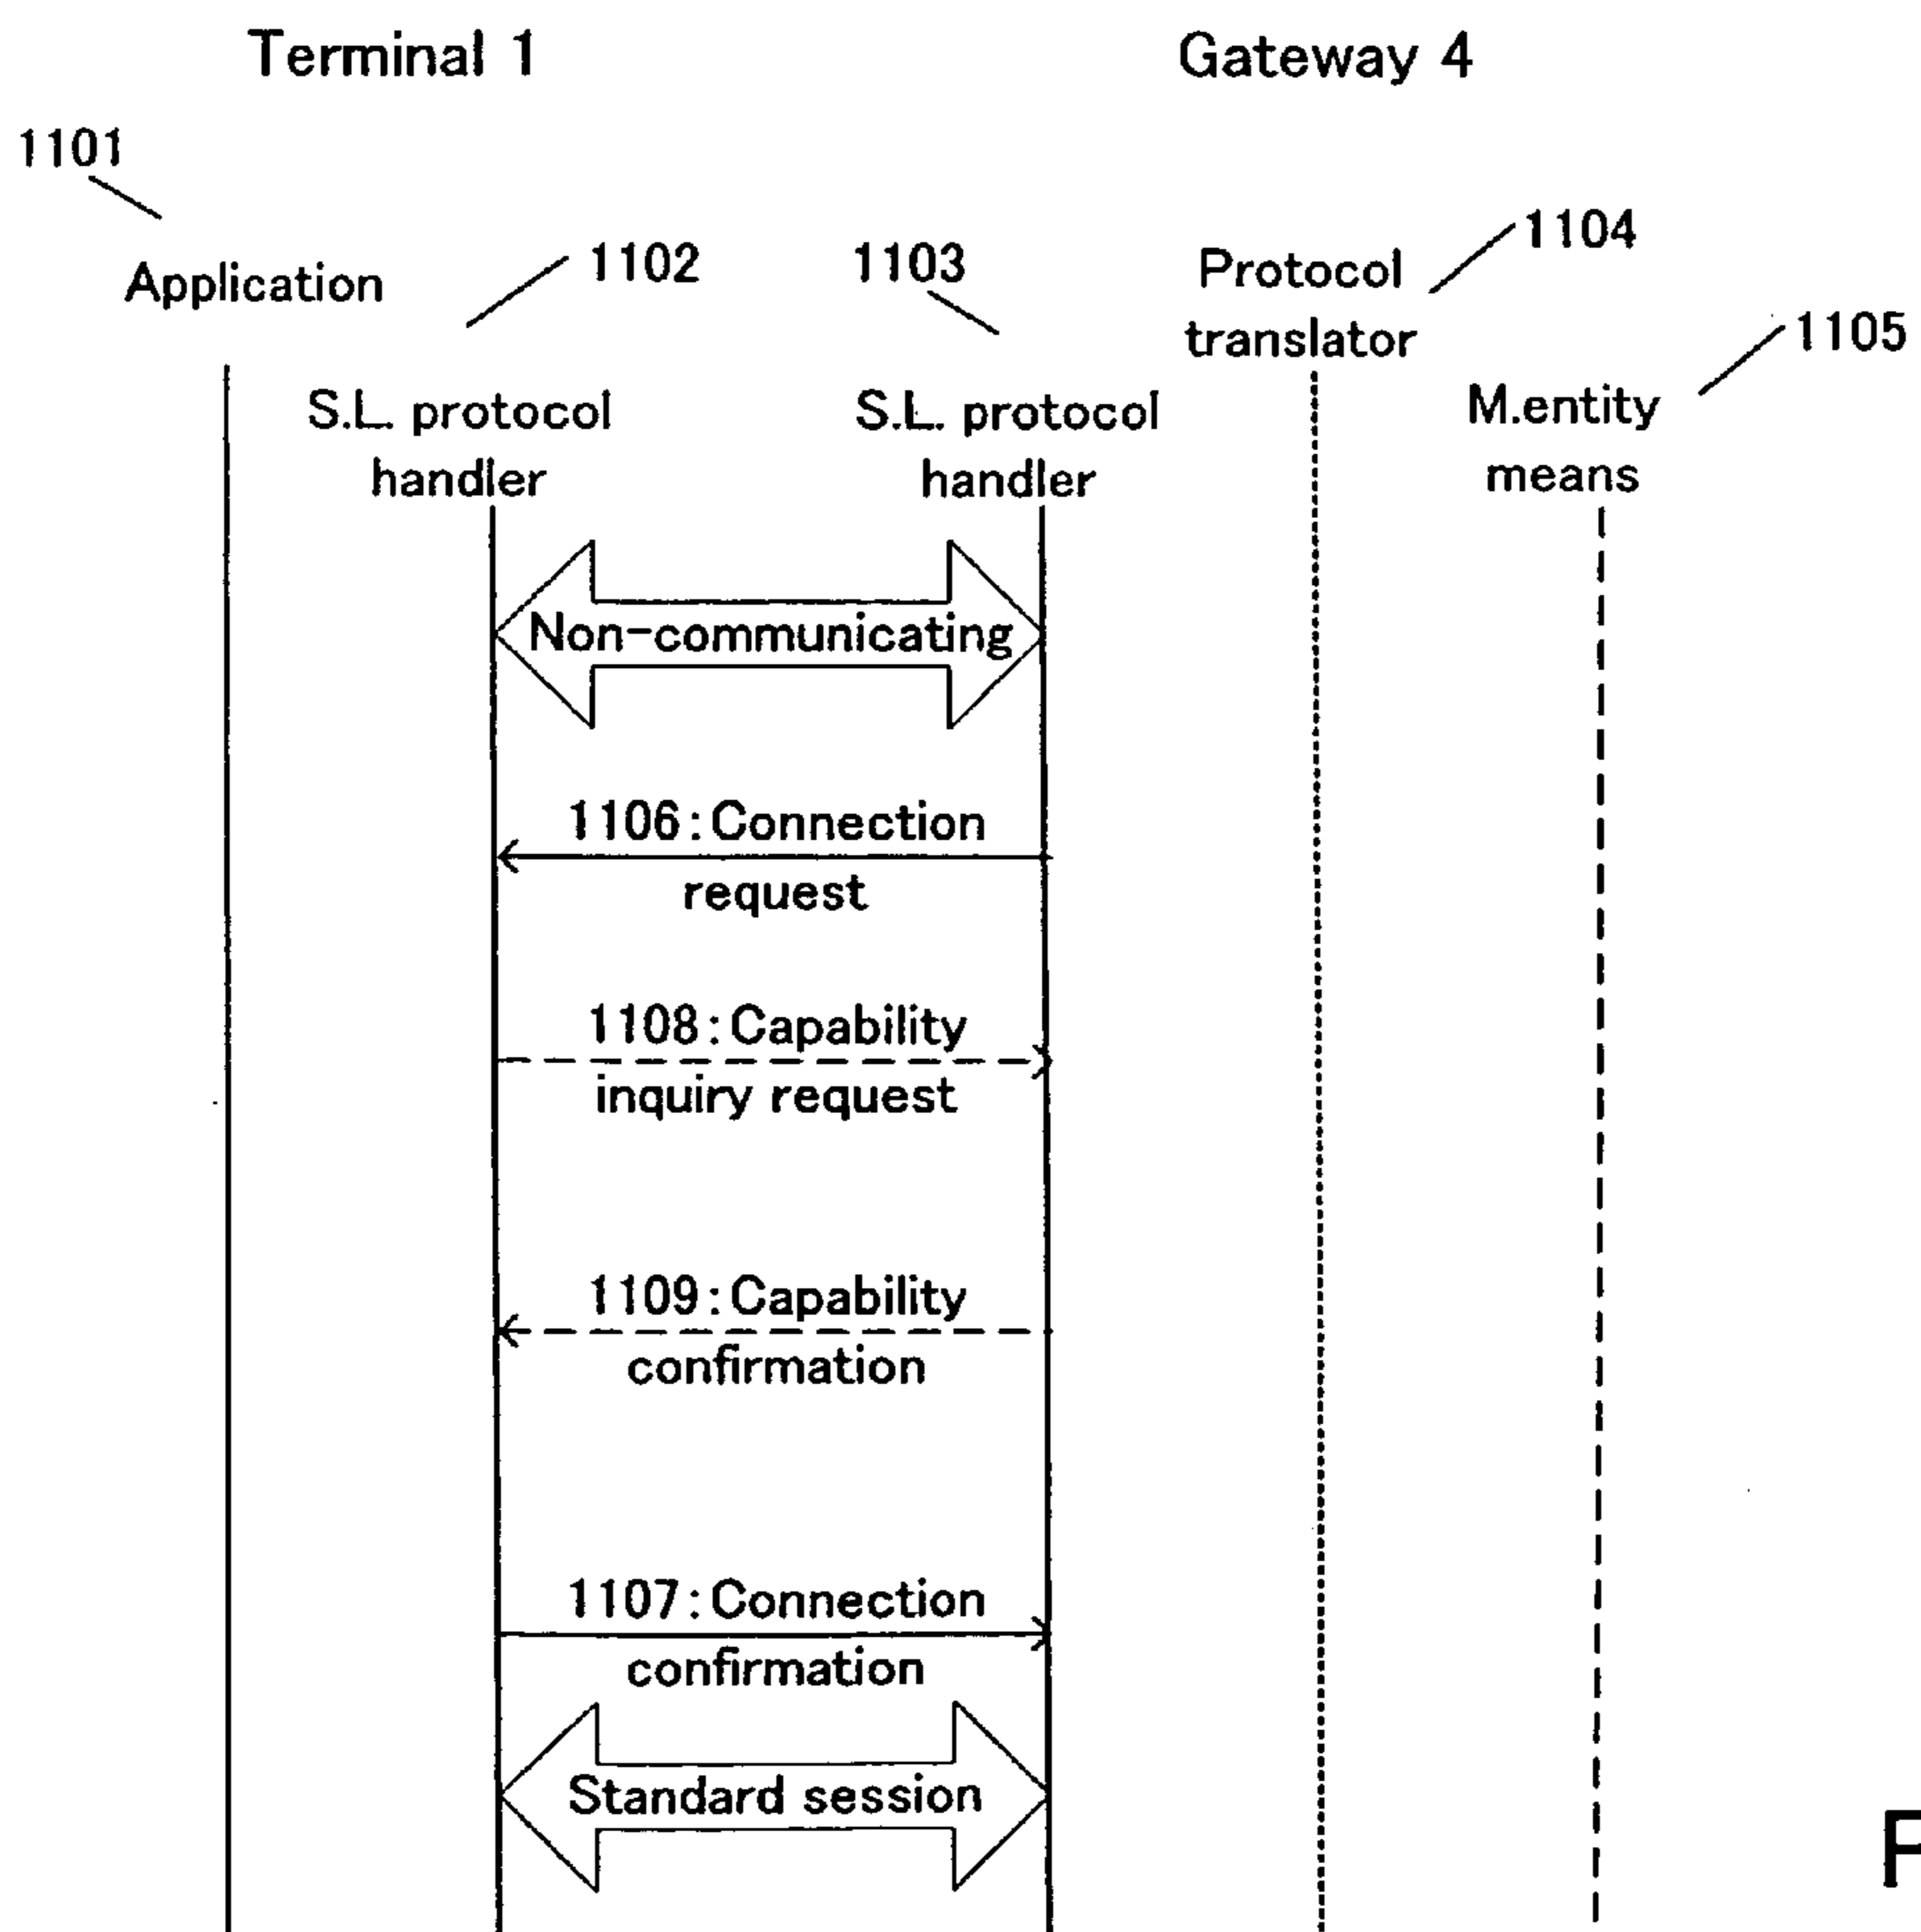 Terminal 1
Gateway 4
1101
Application
1102
S.L. protocol
handler
1103
S.L. protocol
handler
1104
Protocol
translator
1105
M.entity
means
Non-communicating
1106:Connection
request
1108:Capability
inquiry request
1109:Capability
confirmation
1107:Connection
confirmation
Standard session
F